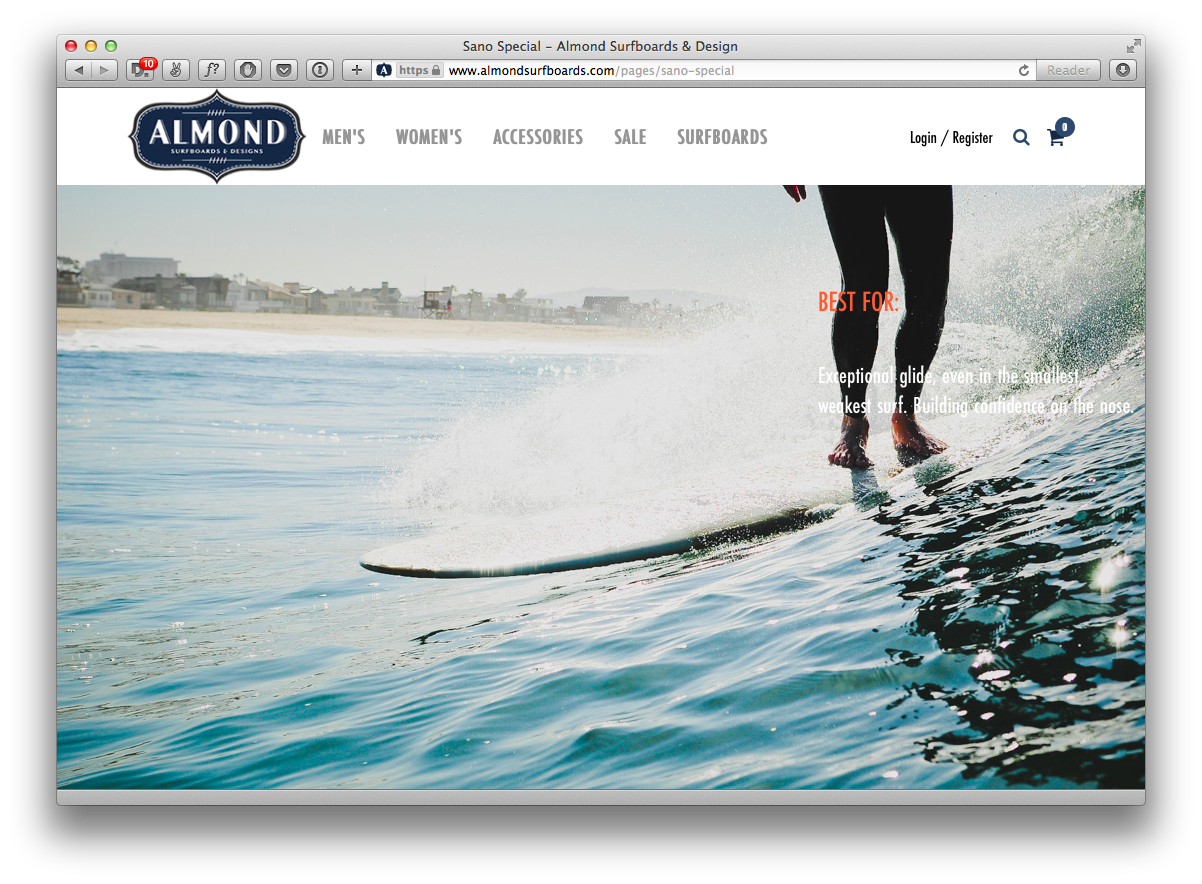 Sano Special – Almond Surfboards & Design
10
f?
https www.almondsurfboards.com/pages/sano-special
Reader
ALMOND
SURFBOARDS & DESIGNS
MEN'S WOMEN'S ACCESSORIES SALE SURFBOARDS
Login / Register
0
BEST FOR:
Exceptional glide, even in the smallest,
weakest surf. Building confidence on the nose.